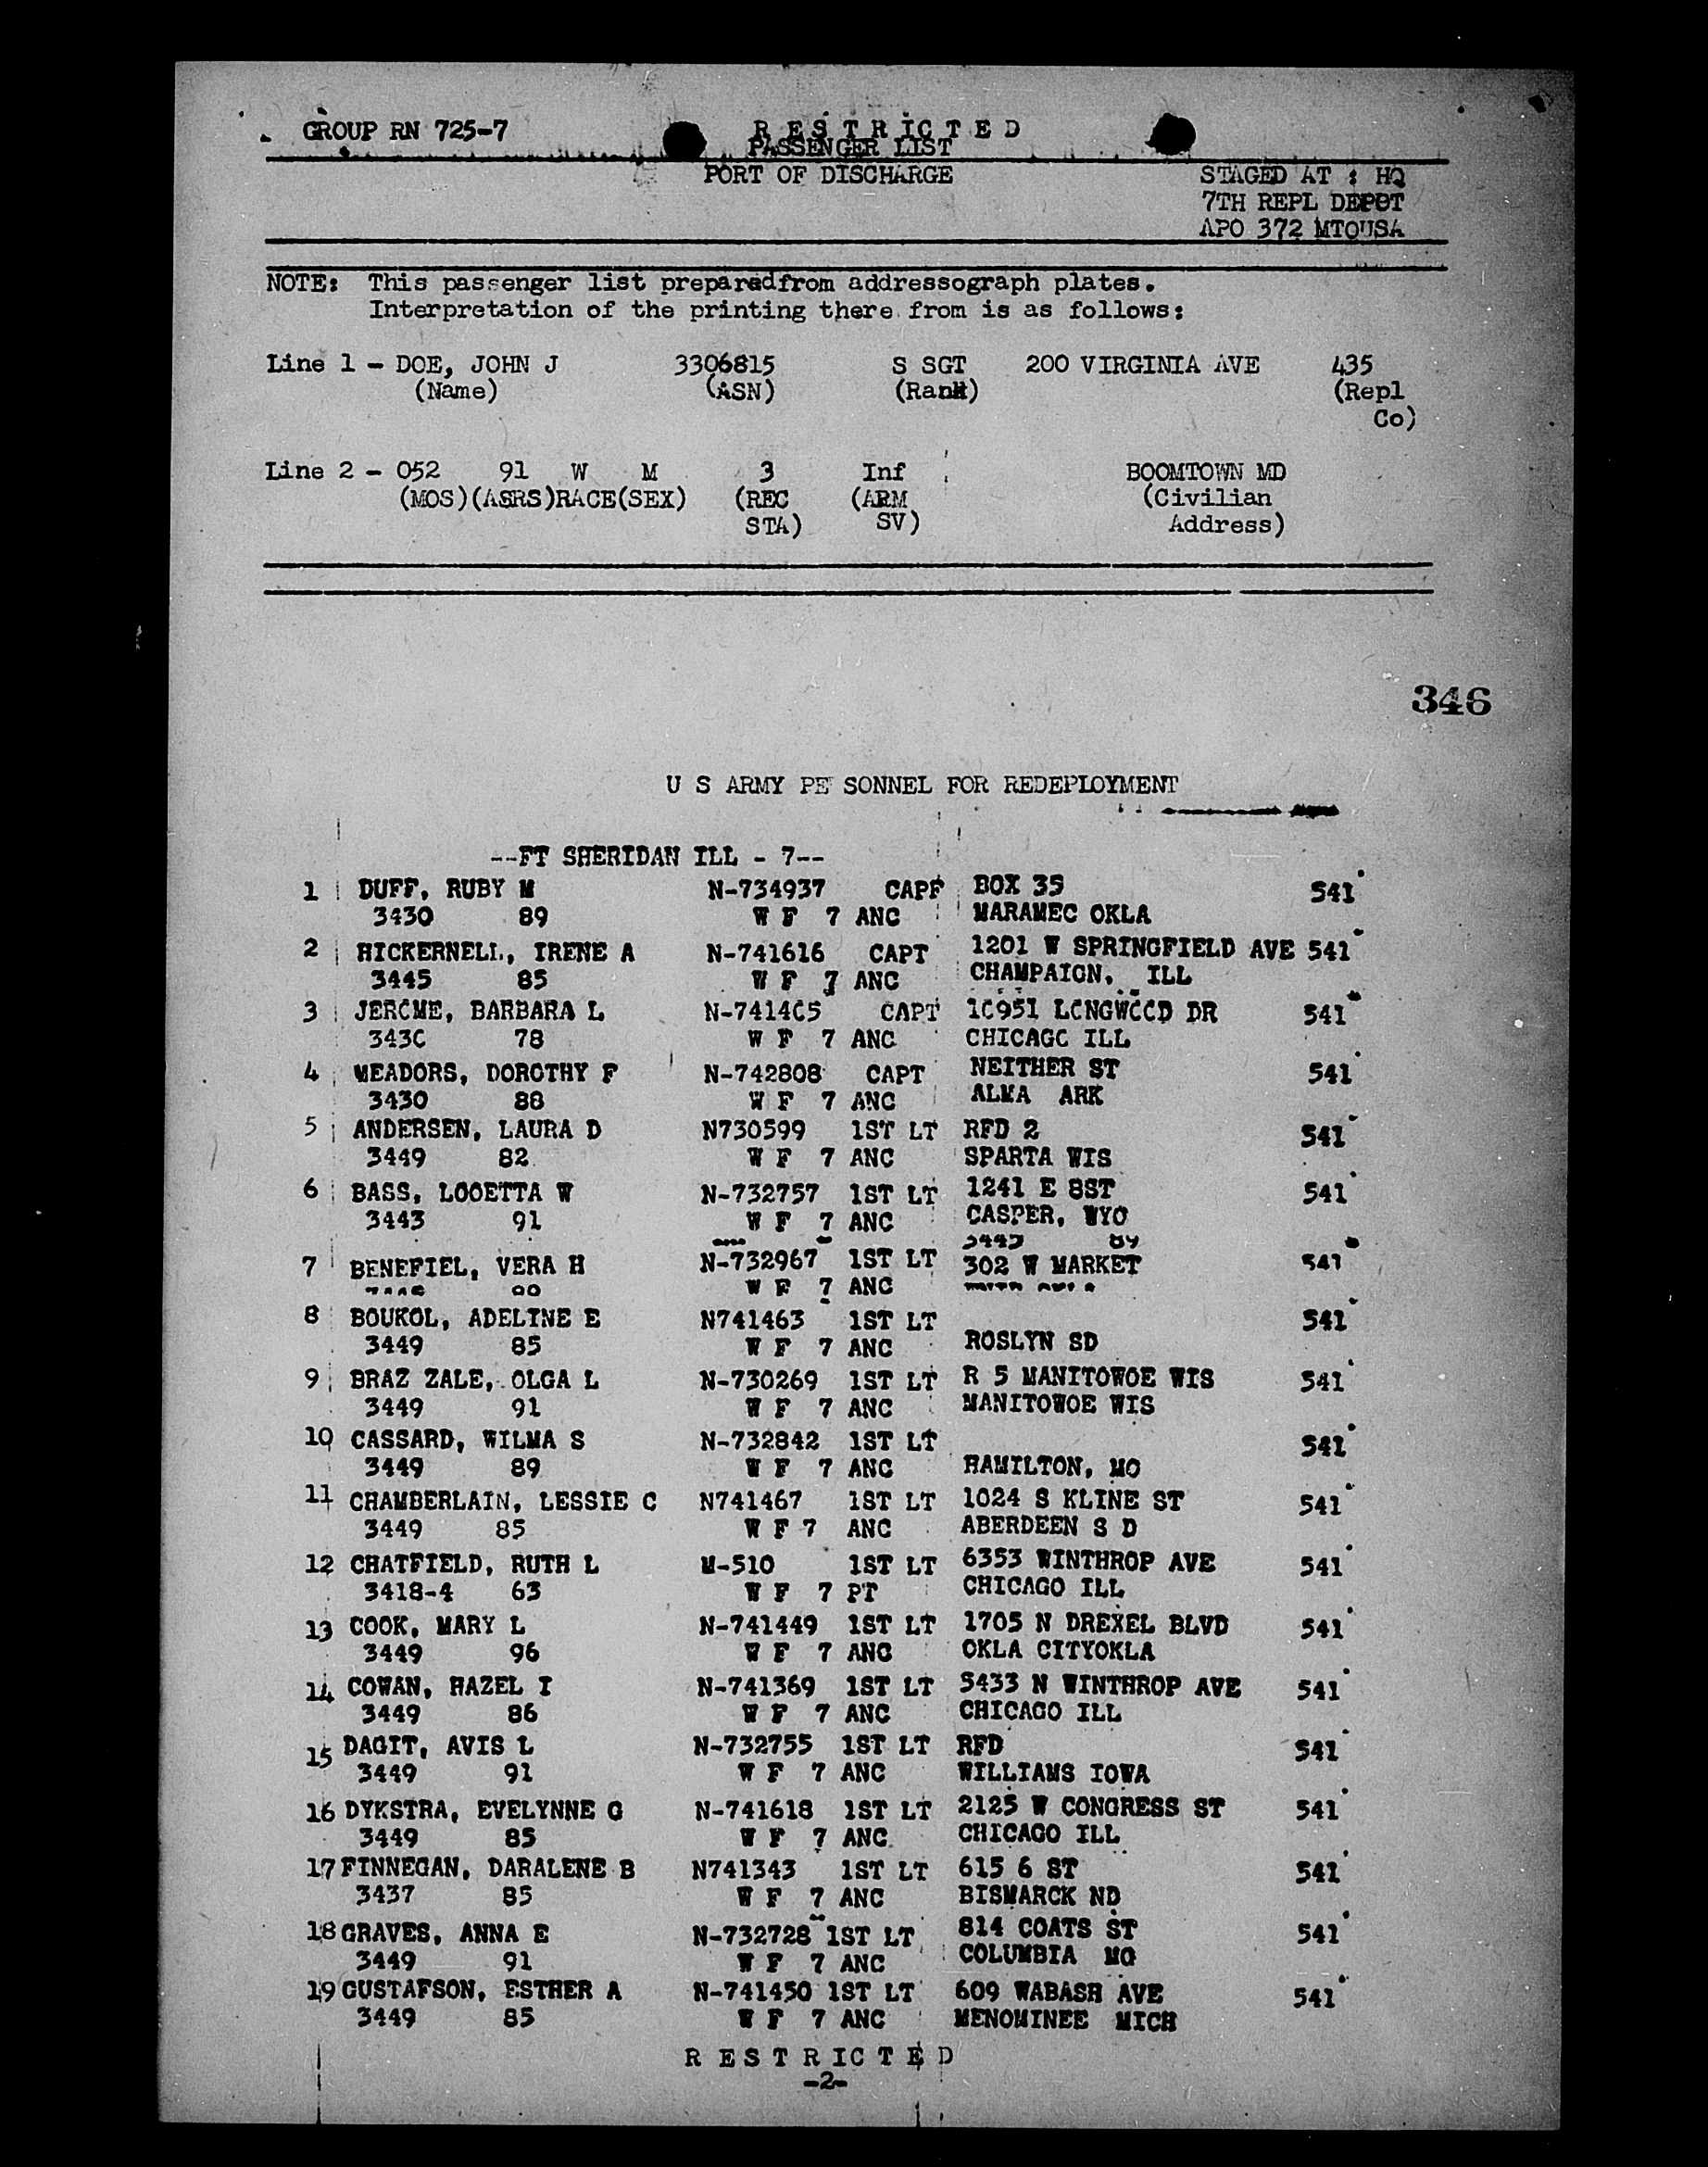 GROUP RN 725-7
R E S T R I C T E D
PASSENGER LIST
PORT OF DISCHARGE
STAGED AT : HQ
7TH REPL DEPOT
APO 372 MTOUSA
NOTE: This passenger list preparedfrom addressograph plates.
Interpretation of the printing there from is as follows:
Line 1 - DOE, JOHN J 3306815 S SGT 200 VIRGINIA AVE 435
(Name) (ASN) (Rank) (Repl
Co)
Line 2 - 052 91 W M 3 Inf BOOMTOWN MD
(MOS)(ASRS)RACE(SEX) (REC (ARM (Civilian
STA) SV) Address)
346
U S ARMY PE SONNEL FOR REDEPLOYMENT
--FT SHERIDAN ILL - 7--
1 DUFF, RUBY M N-734937 CAPT BOX 35 541
3430 89 W F 7 ANC MARAMEC OKLA
2 HICKERNELL, IRENE A N-741616 CAPT 1201 W SPRINGFIELD AVE 541
3445 85 W F 7 ANC CHAMPAIGN, ILL
3 JEROME, BARBARA L N-741405 CAPT 10951 LONGWOOD DR 541
3430 78 W F 7 ANC CHICAGO ILL
4 MEADORS, DOROTHY F N-742808 CAPT NEITHER ST 541
3430 88 W F 7 ANC ALMA ARK
5 ANDERSEN, LAURA D N730599 1ST LT RFD 2 541
3449 82 W F 7 ANC SPARTA WIS
6 BASS, LOOETTA W N-732757 1ST LT 1241 E 8ST 541
3443 91 W F 7 ANC CASPER, WYO
7 BENEFIEL, VERA H N-732967 1ST LT 302 W MARKET 541
W F 7 ANC
8 BOUKOL, ADELINE E N741463 1ST LT 541
3449 85 W F 7 ANC ROSLYN SD
9 BRAZ ZALE, OLGA L N-730269 1ST LT R 5 MANITOWOE WIS 541
3449 91 W F 7 ANC MANITOWOE WIS
10 CASSARD, WILMA S N-732842 1ST LT 541
3449 89 W F 7 ANC HAMILTON, MO
11 CHAMBERLAIN, LESSIE C N741467 1ST LT 1024 S KLINE ST 541
3449 85 W F 7 ANC ABERDEEN S D
12 CHATFIELD, RUTH L M-510 1ST LT 6353 WINTHROP AVE 541
3418-4 63 W F 7 PT CHICAGO ILL
13 COOK, MARY L N-741449 1ST LT 1705 N DREXEL BLVD 541
3449 96 W F 7 ANC OKLA CITYOKLA
14 COWAN, HAZEL I N-741369 1ST LT 5433 N WINTHROP AVE 541
3449 86 W F 7 ANC CHICAGO ILL
15 DAGIT, AVIS L N-732755 1ST LT RFD 541
3449 91 W F 7 ANC WILLIAMS IOWA
16 DYKSTRA, EVELYNNE G N-741618 1ST LT 2125 W CONGRESS ST 541
3449 85 W F 7 ANC CHICAGO ILL
17 FINNEGAN, DARALENE B N741343 1ST LT 615 6 ST 541
3437 85 W F 7 ANC BISMARCK ND
18 GRAVES, ANNA E N-732728 1ST LT 814 COATS ST 541
3449 91 W F 7 ANC COLUMBIA MO
19 GUSTAFSON, ESTHER A N-741450 1ST LT 609 WABASH AVE 541
3449 85 W F 7 ANC MENOMINEE MICH
R E S T R I C T E D
-2-